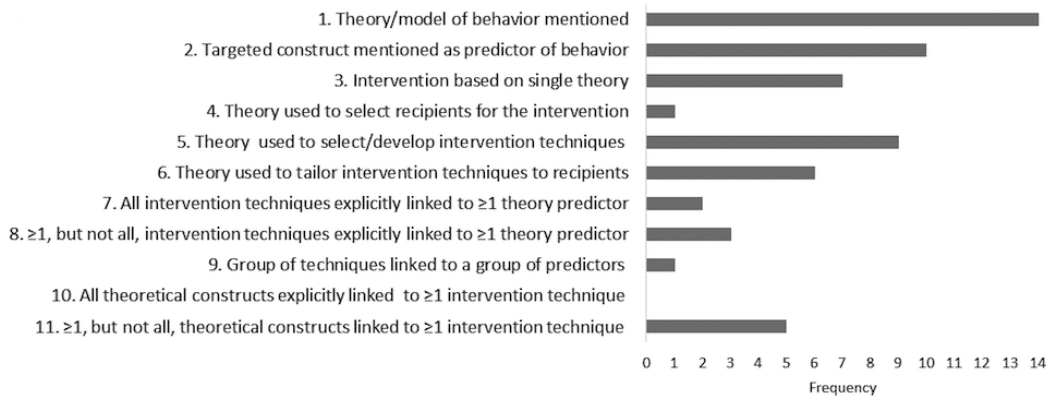 1. Theory/model of behavior mentioned
2. Targeted construct mentioned as predictor of behavior
3. Intervention based on single theory
4. Theory used to select recipients for the intervention
5. Theory used to select/develop intervention techniques
6. Theory used to tailor intervention techniques to recipients
7. All intervention techniques explicitly linked to ≥1 theory predictor
8. ≥1, but not all, intervention techniques explicitly linked to ≥1 theory predictor
9. Group of techniques linked to a group of predictors
10. All theoretical constructs explicitly linked to ≥1 intervention technique
11. ≥1, but not all, theoretical constructs linked to ≥1 intervention technique
0 1 2 3 4 5 6 7 8 9 10 11 12 13 14
Frequency